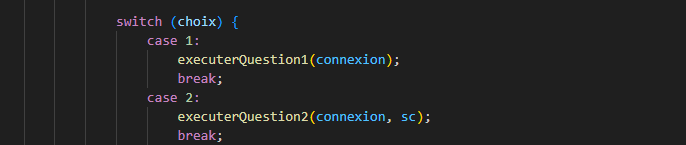 switch (choix) {
case 1:
executerQuestion1(connexion);
break;
case 2:
executerQuestion2(connexion, sc);
break;